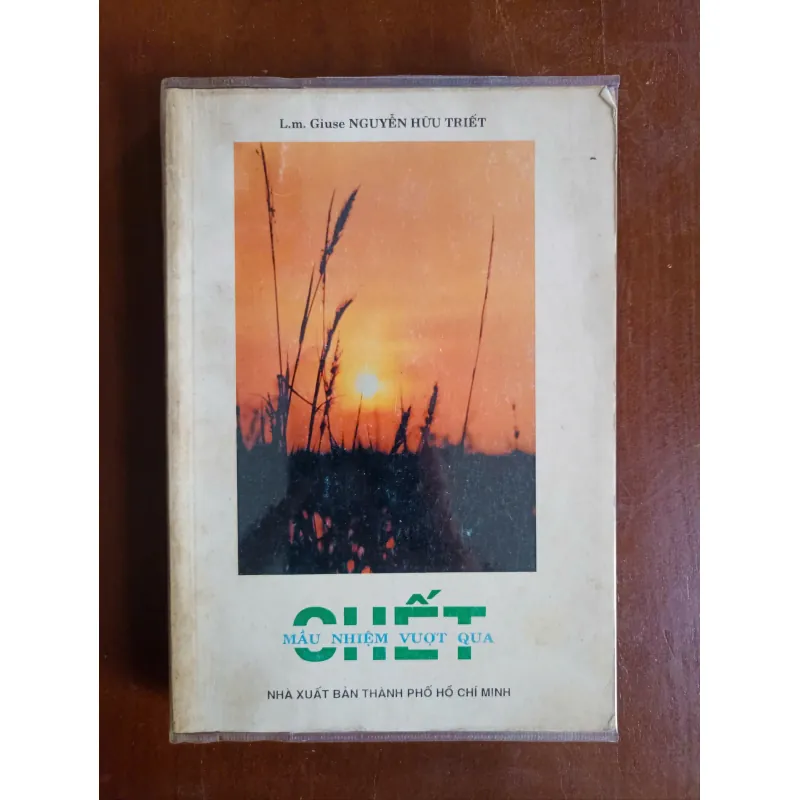 L.m. Giuse NGUYỄN HỮU TRIẾT
CHẾT
MẦU NHIỆM VƯỢT QUA
NHÀ XUẤT BẢN THÀNH PHỐ HỒ CHÍ MINH